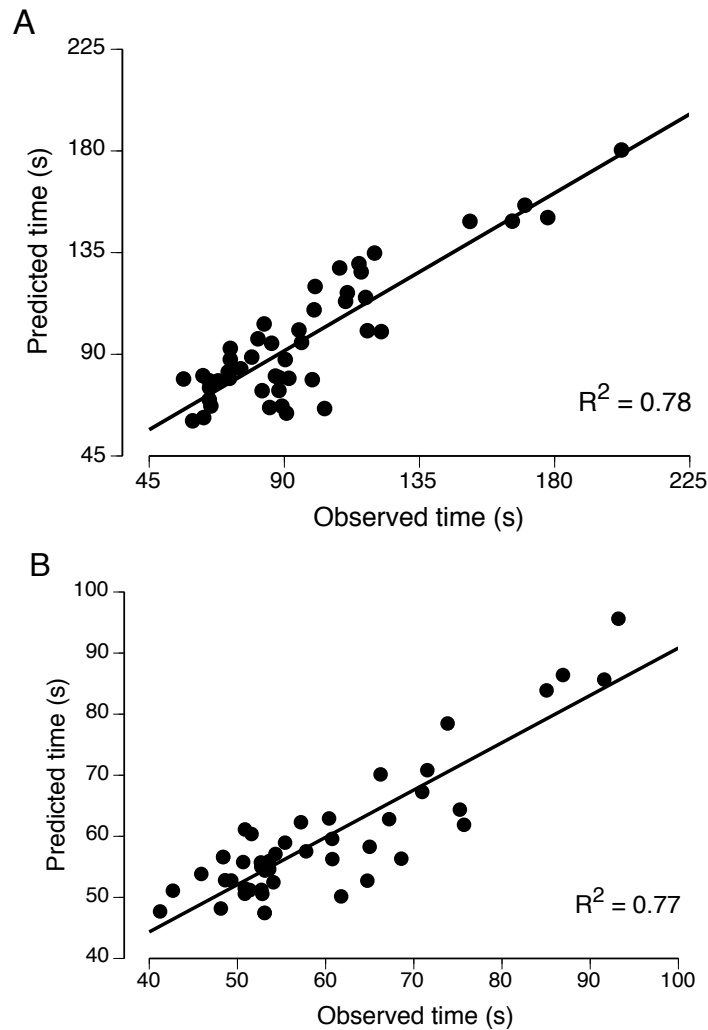 A
225
180
135
90
45
Predicted time (s)
R² = 0.78
45 90 135 180 225
Observed time (s)
B
100
90
80
70
60
50
40
Predicted time (s)
R² = 0.77
40 50 60 70 80 90 100
Observed time (s)